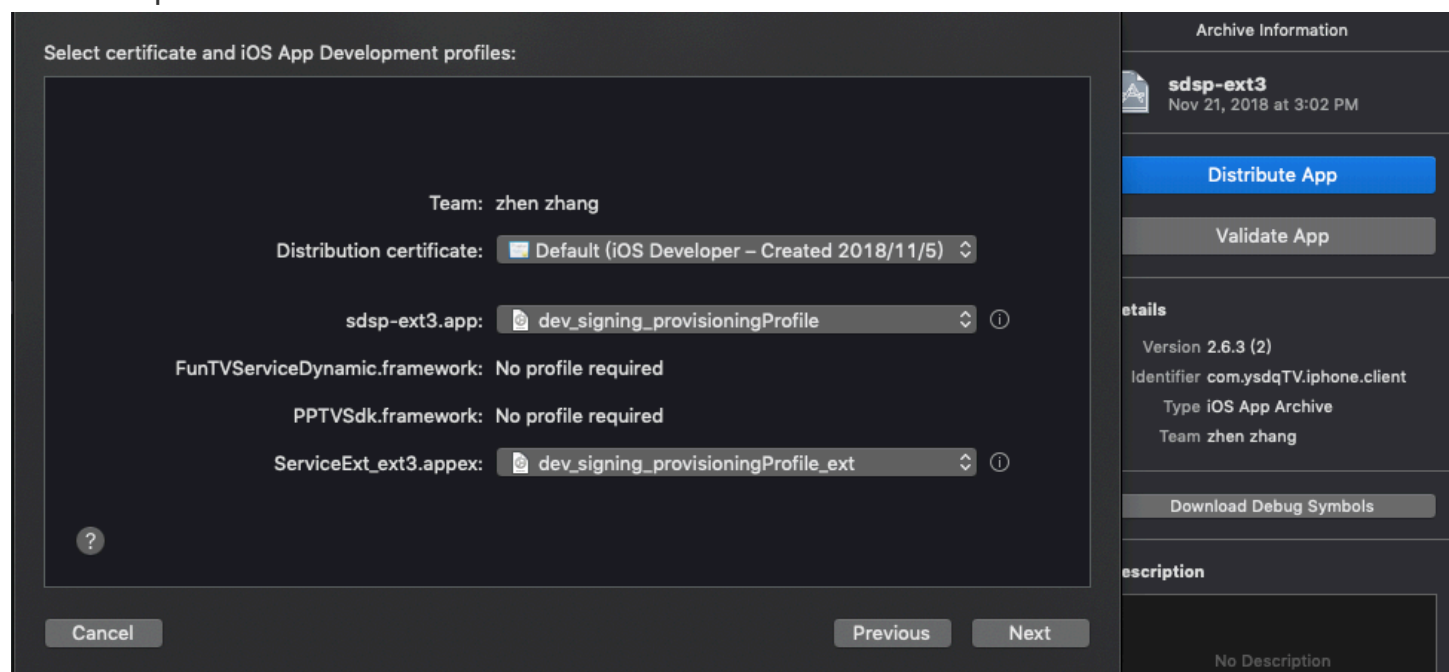 Select certificate and iOS App Development profiles:
Team: zhen zhang
Distribution certificate: Default (iOS Developer – Created 2018/11/5)
sdsp-ext3.app: dev_signing_provisioningProfile
FunTVServiceDynamic.framework: No profile required
PPTVSdk.framework: No profile required
ServiceExt_ext3.appex: dev_signing_provisioningProfile_ext
?
Cancel
Previous
Next
Archive Information
sdsp-ext3
Nov 21, 2018 at 3:02 PM
Distribute App
Validate App
etails
Version 2.6.3 (2)
Identifier com.ysdqTV.iphone.client
Type iOS App Archive
Team zhen zhang
Download Debug Symbols
escription
No Description